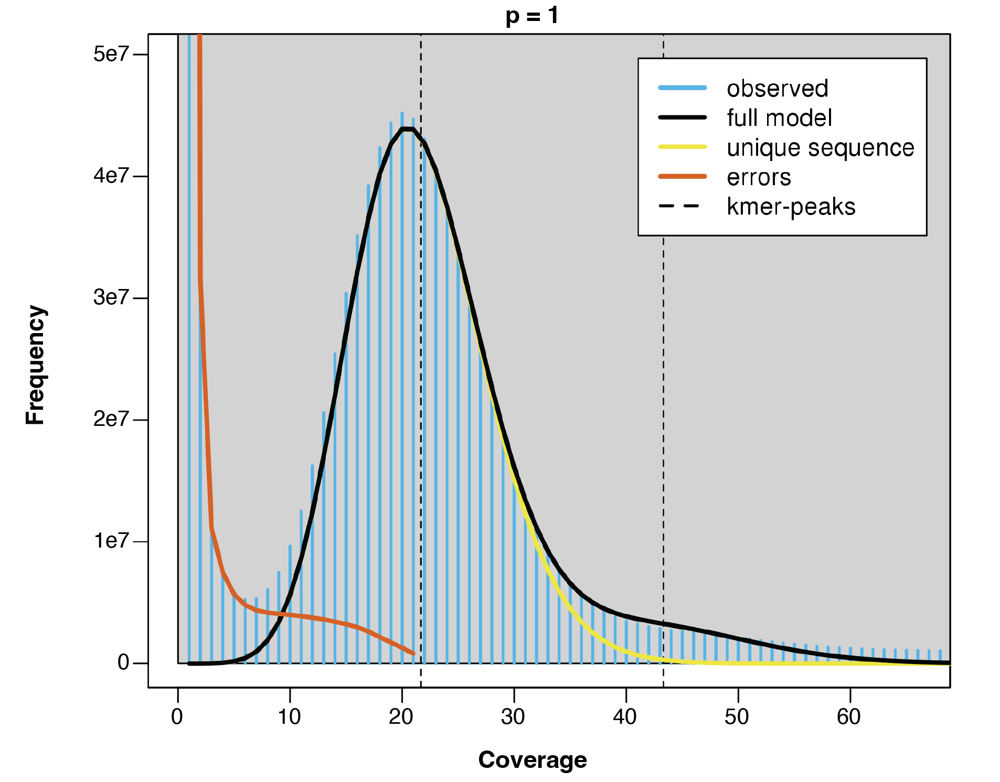 p = 1
5e7
4e7
3e7
2e7
1e7
0
Frequency
observed
full model
unique sequence
errors
kmer-peaks
0 10 20 30 40 50 60
Coverage